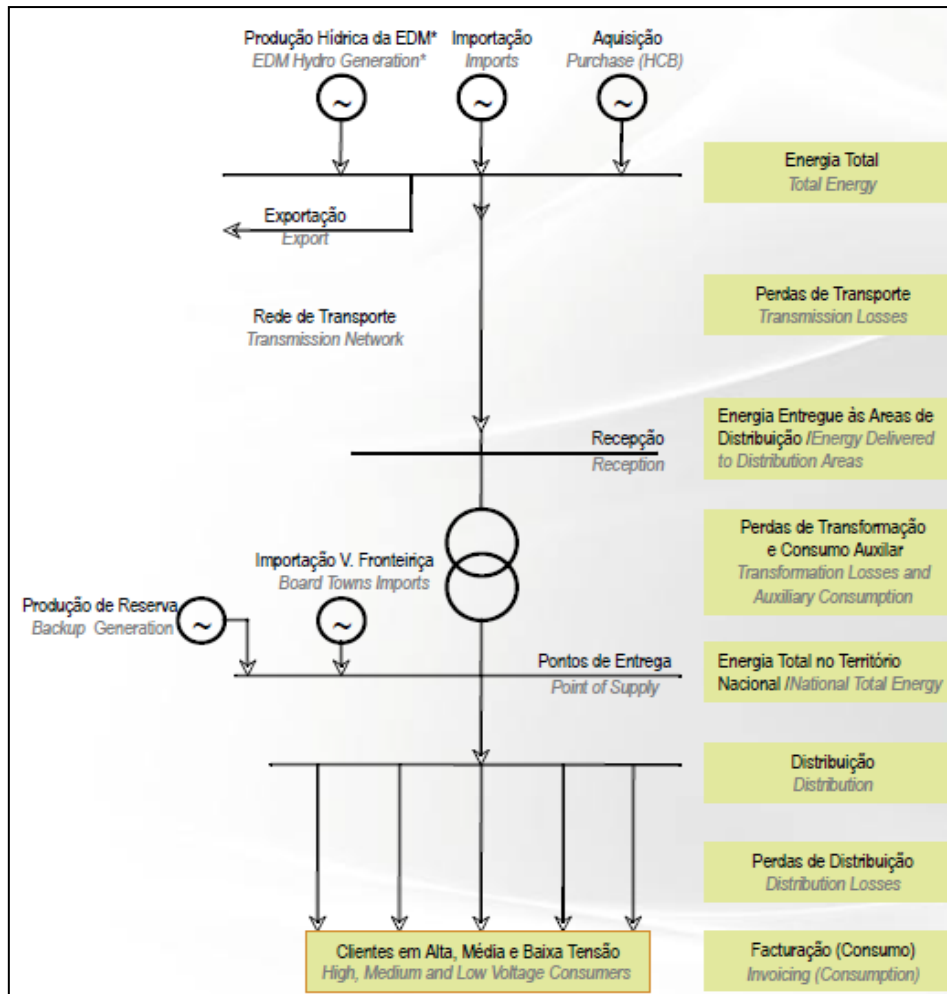 Produção Hídrica da EDM*
EDM Hydro Generation*
Importação
Imports
Aquisição
Purchase (HCB)
Energia Total
Total Energy
Exportação
Export
Rede de Transporte
Transmission Network
Perdas de Transporte
Transmission Losses
Recepção
Reception
Energia Entregue às Areas de
Distribuição /Energy Delivered
to Distribution Areas
Importação V. Fronteiriça
Board Towns Imports
Produção de Reserva
Backup Generation
Perdas de Transformação
e Consumo Auxilar
Transformation Losses and
Auxiliary Consumption
Pontos de Entrega
Point of Supply
Energia Total no Território
Nacional /National Total Energy
Distribuição
Distribution
Perdas de Distribuição
Distribution Losses
Clientes em Alta, Média e Baixa Tensão
High, Medium and Low Voltage Consumers
Facturação (Consumo)
Invoicing (Consumption)